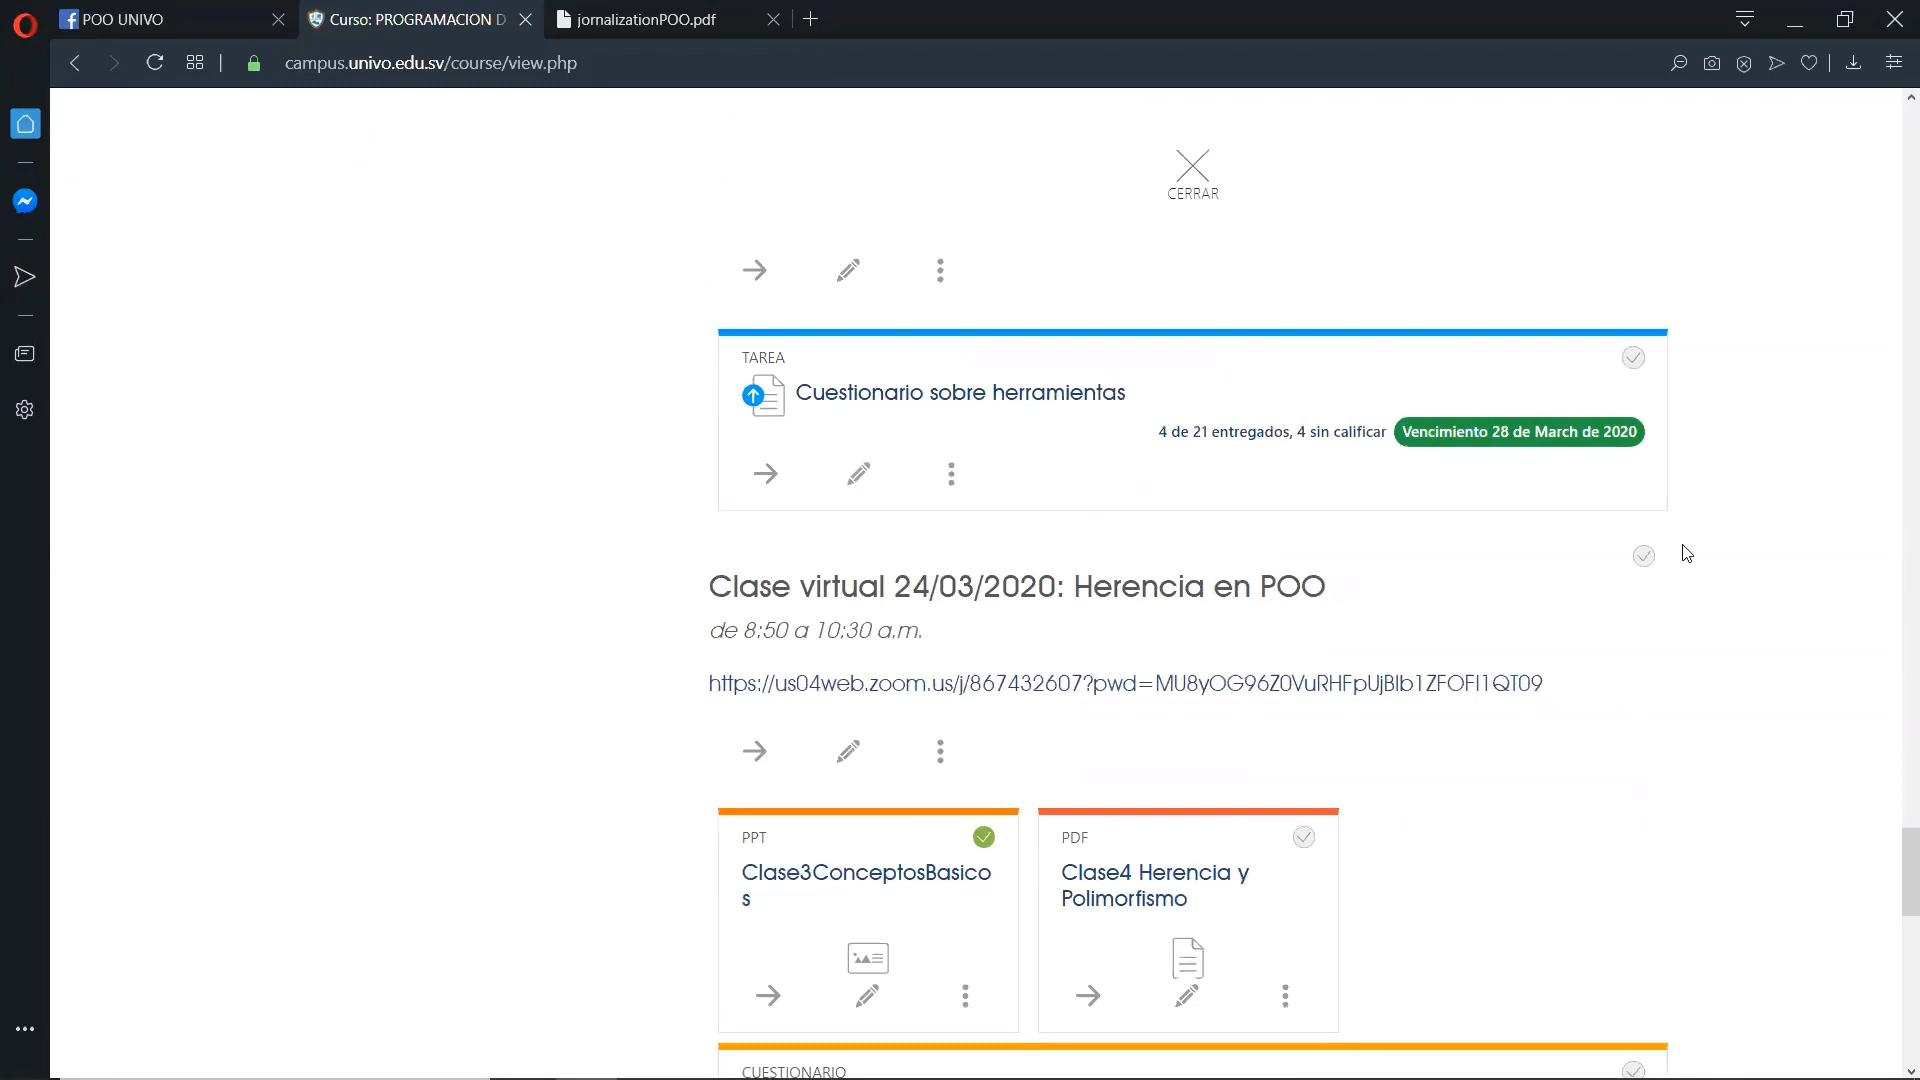 POO UNIVO
Curso: PROGRAMACION D
jornalizationPOO.pdf
campus.univo.edu.sv/course/view.php
CERRAR
TAREA
Cuestionario sobre herramientas
4 de 21 entregados, 4 sin calificar
Vencimiento 28 de March de 2020
Clase virtual 24/03/2020: Herencia en POO
de 8:50 a 10:30 a.m.
https://us04web.zoom.us/j/867432607?pwd=MU8yOG96Z0VuRHFpUjBIb1ZFOFI1QT09
PPT
Clase3ConceptosBasico
s
PDF
Clase4 Herencia y
Polimorfismo
CUESTIONARIO